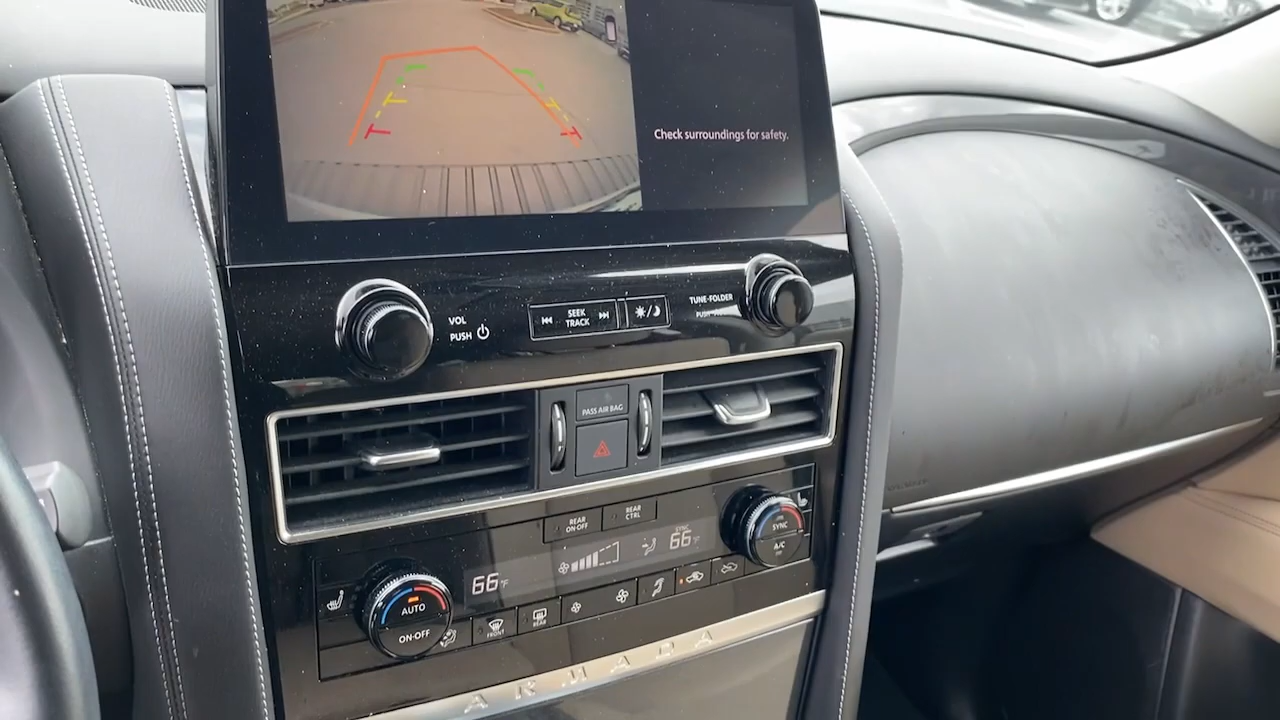 Check surroundings for safety.
VOL
PUSH
SEEK
TRACK
TUNE·FOLDER
PUSH
PASS AIR BAG
REAR
ON·OFF
REAR
CTRL
66°F
SYNC
66°F
AUTO
ON·OFF
FRONT
REAR
SYNC
A/C
ARMADA